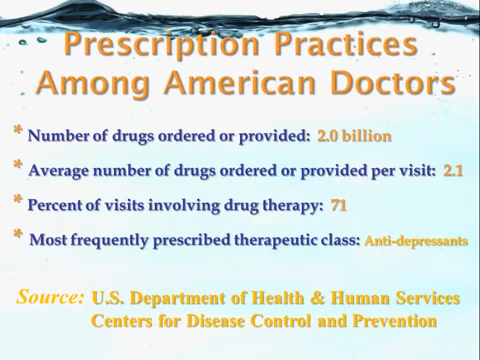 Prescription Practices
Among American Doctors
* Number of drugs ordered or provided: 2.0 billion
* Average number of drugs ordered or provided per visit: 2.1
* Percent of visits involving drug therapy: 71
* Most frequently prescribed therapeutic class: Anti-depressants
Source: U.S. Department of Health & Human Services
Centers for Disease Control and Prevention